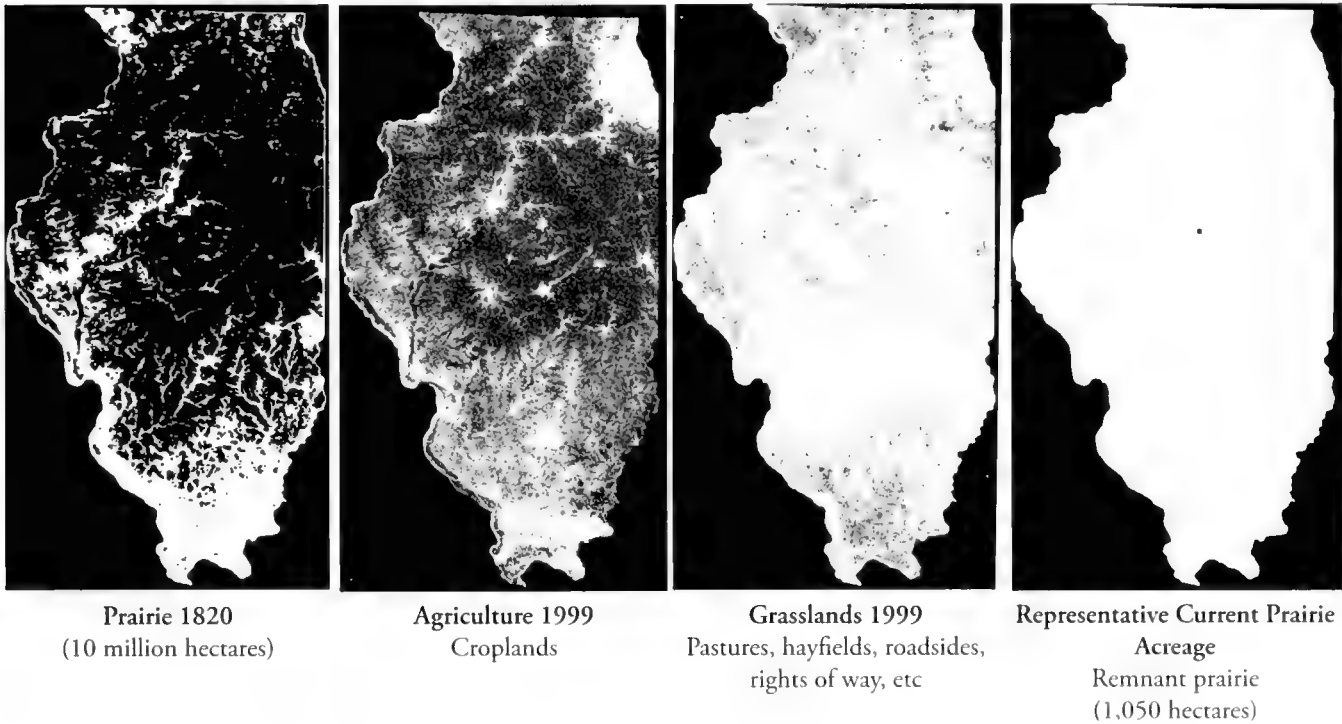 Prairie 1820
(10 million hectares)
Agriculture 1999
Croplands
Grasslands 1999
Pastures, hayfields, roadsides,
rights of way, etc
Representative Current Prairie
Acreage
Remnant prairie
(1,050 hectares)